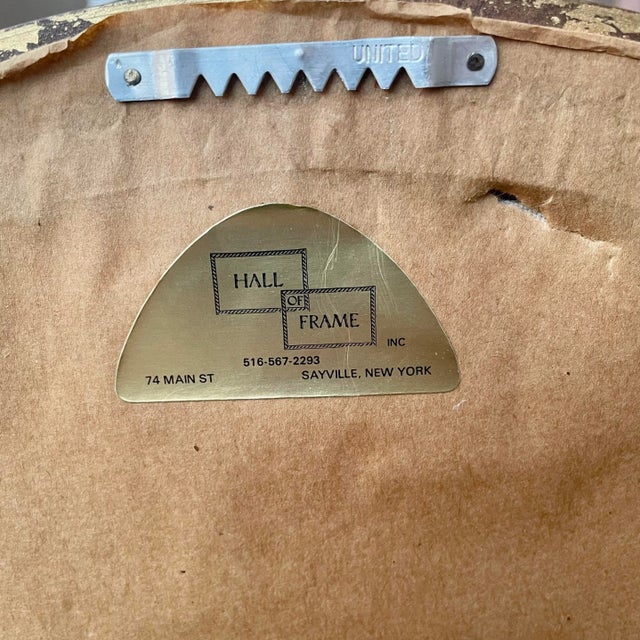 UNITED
HALL
OF
FRAME
INC
516-567-2293
74 MAIN ST SAYVILLE, NEW YORK